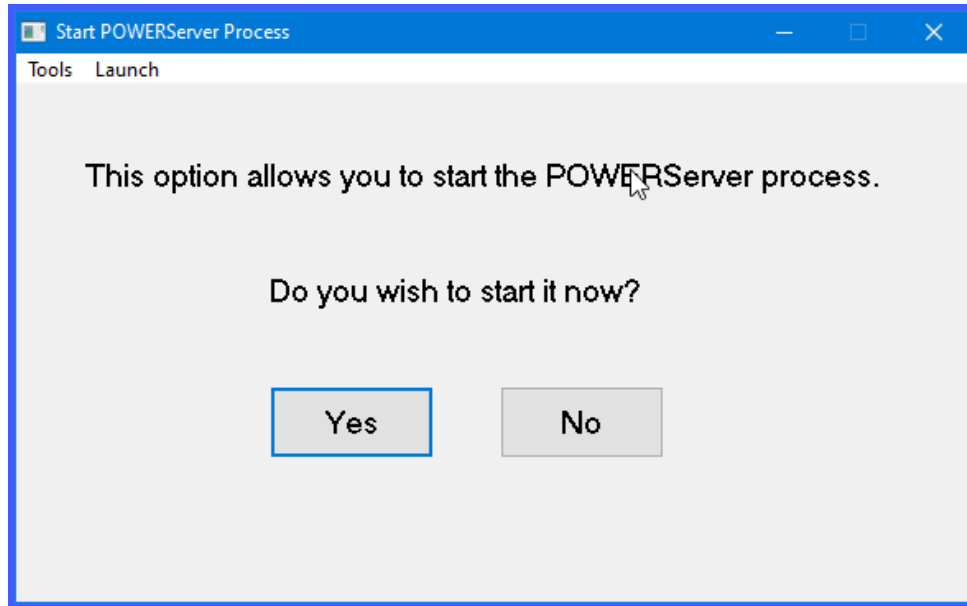 Start POWERServer Process
Tools Launch
This option allows you to start the POWERServer process.
Do you wish to start it now?
Yes No